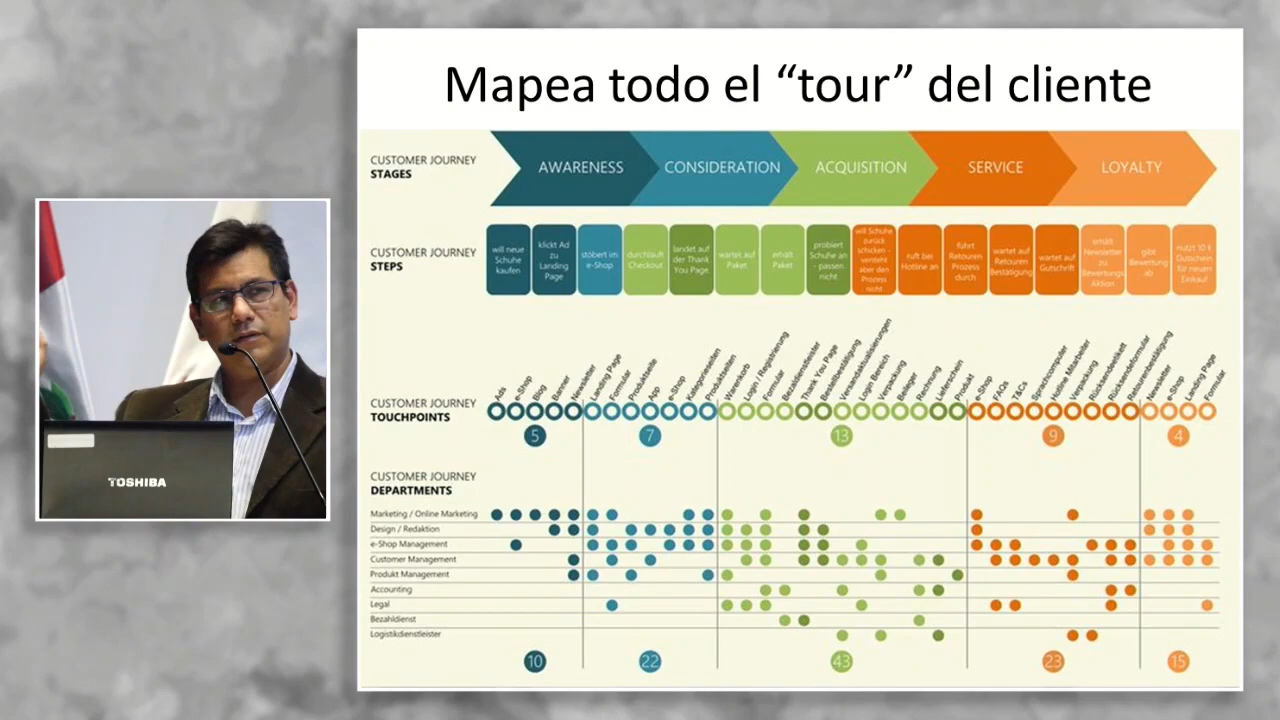 Mapea todo el “tour” del cliente
CUSTOMER JOURNEY
STAGES
AWARENESS
CONSIDERATION
ACQUISITION
SERVICE
LOYALTY
CUSTOMER JOURNEY
STEPS
will neue
Schuhe
kaufen
klickt Ad
zu
Landing
Page
stöbert im
e-Shop
durchläuft
Checkout
landet auf
der Thank
You Page
wartet auf
Paket
erhält
Paket
probiert
Schuhe an
- passen
nicht
will Schuhe
zurück
schicken -
versteht
aber den
Prozess
nicht
ruft bei
Hotline an
führt
Retouren
Prozess
durch
wartet auf
Retouren
Bestätigung
wartet auf
Gutschrift
erhält
Newsletter
zu
Bewertungs
Aktion
gibt
Bewertung
ab
nutzt 10 €
Gutschein
für neuen
Einkauf
CUSTOMER JOURNEY
TOUCHPOINTS
Ads
e-Shop
Blog
Banner
Newsletter
Landing Page
Formular
Produktseite
App
e-Shop
Kategorieseiten
Produktseiten
Warenkorb
Login / Registrierung
Formular
Bezahldienstleister
Thank You Page
Bestellbestätigung
Versandaktualisierungen
Login Bereich
Verpackung
Beileger
Rechnung
Lieferschein
Produkt
e-Shop
FAQs
T&Cs
Sprachcomputer
Hotline Mitarbeiter
Verpackung
Rücksendeetikett
Rücksendeformular
Retourenbestätigung
Newsletter
e-Shop
Landing Page
Formular
5
7
13
9
4
CUSTOMER JOURNEY
DEPARTMENTS
Marketing / Online Marketing
Design / Redaktion
e-Shop Management
Customer Management
Produkt Management
Accounting
Legal
Bezahldienst
Logistikdienstleister
10
22
43
23
15
TOSHIBA